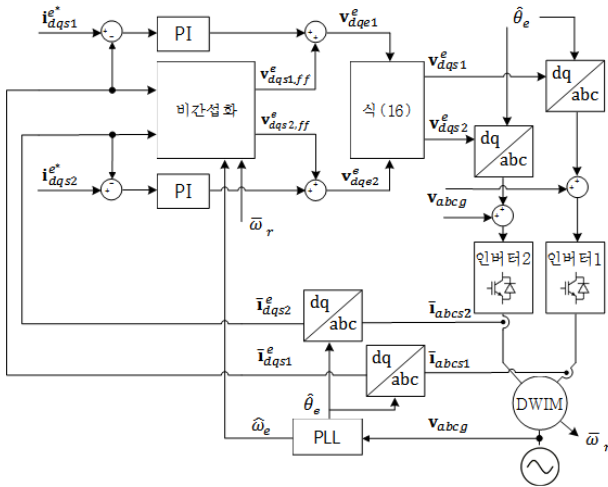 i^{e*}_{dqs1}
+
-
PI
+
+
v^e_{dqe1}
θ̂_e
비간섭화
v^e_{dqs1,ff}
v^e_{dqs2,ff}
식(16)
v^e_{dqs1}
v^e_{dqs2}
dq
abc
dq
abc
i^{e*}_{dqs2}
-
+
PI
+
+
v^e_{dqe2}
ω̄_r
v_{abcg}
+
+
+
+
인버터2
인버터1
ī^e_{dqs2}
dq
abc
ī_{abcs2}
ī^e_{dqs1}
dq
abc
ī_{abcs1}
θ̂_e
ω̂_e
PLL
v_{abcg}
DWIM
ω̄_r